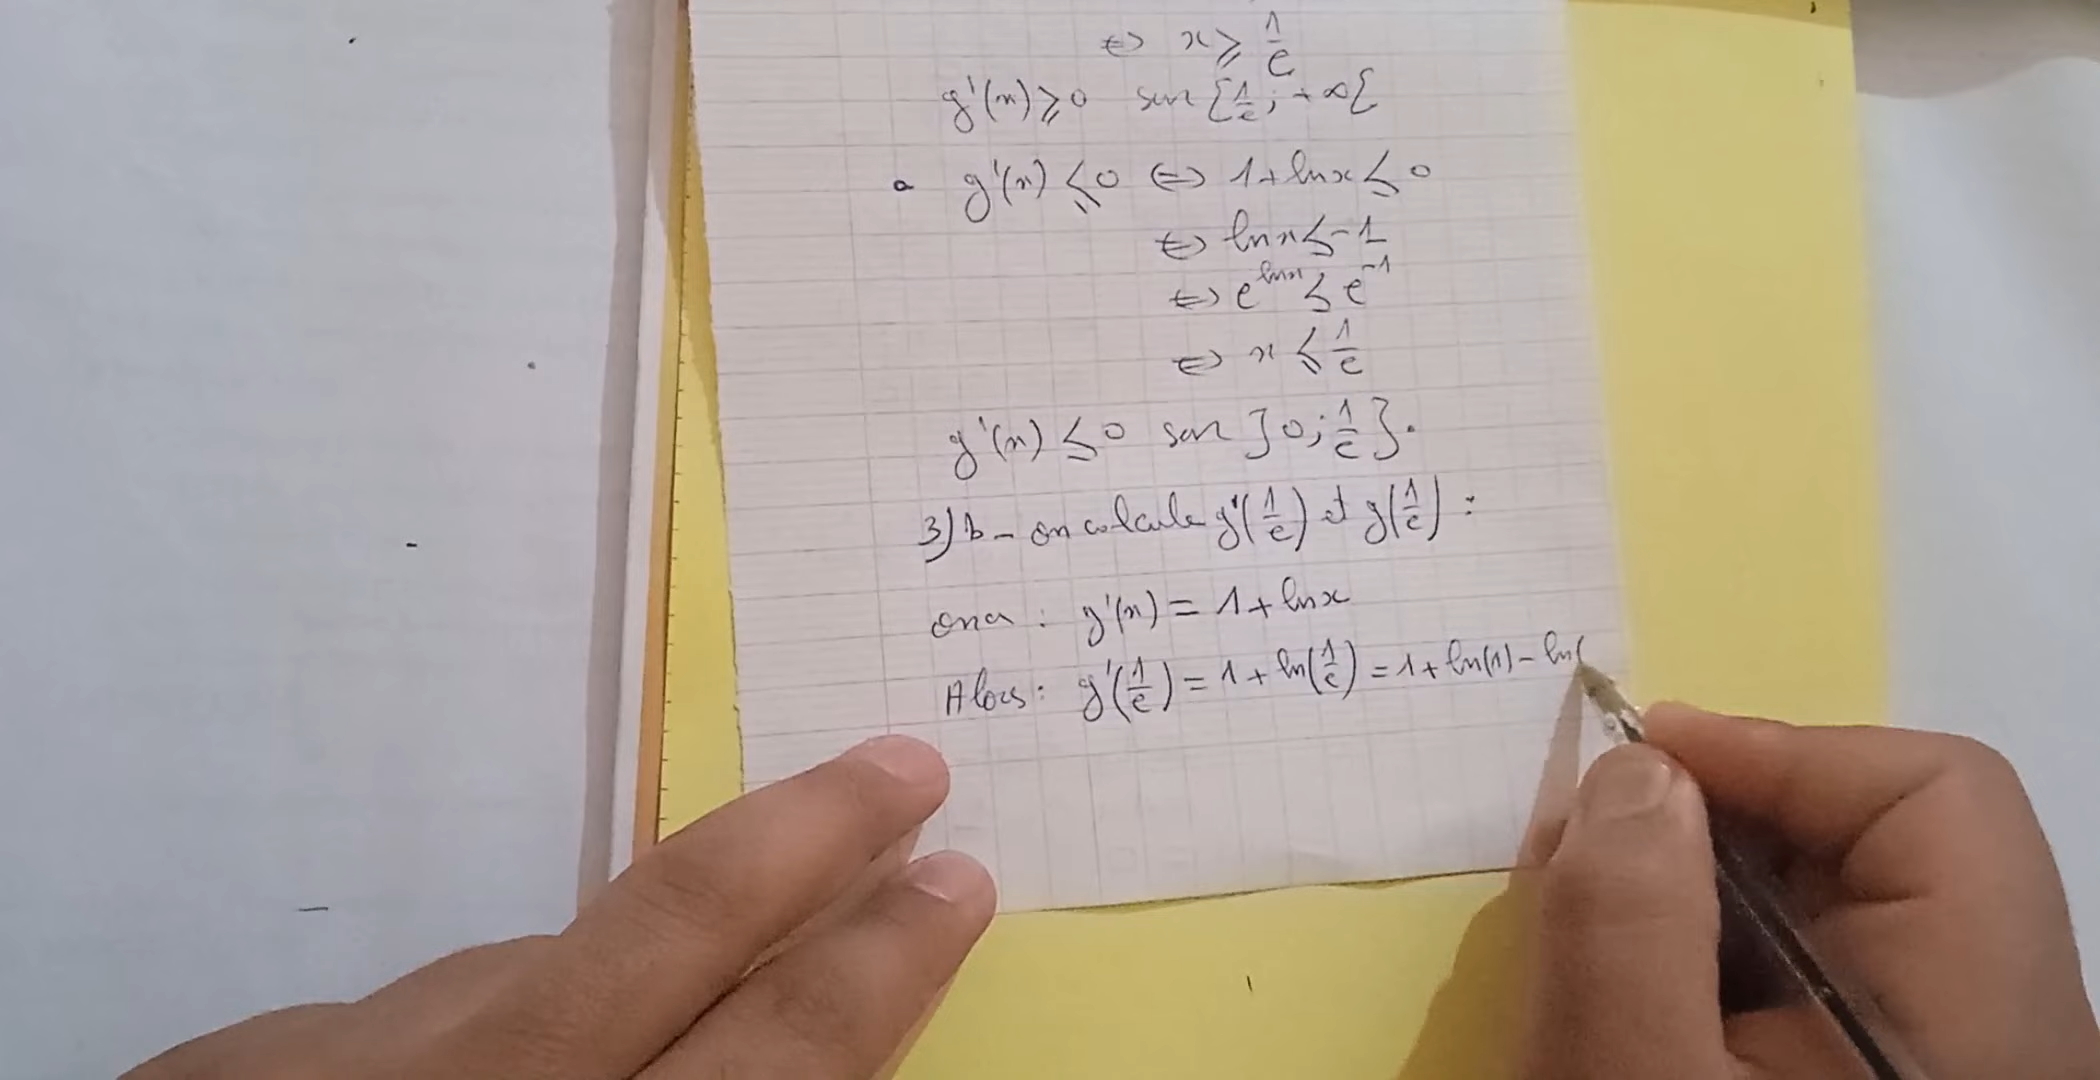 ⇔ x ⩾ 1/e
g'(x) ⩾ 0 sur [1/e ; +∞[
g'(x) ⩽ 0 ⇔ 1 + ln x ⩽ 0
⇔ ln x ⩽ -1
⇔ e^{ln x} ⩽ e^{-1}
⇔ x ⩽ 1/e
g'(x) ⩽ 0 sur ]0 ; 1/e].
3) b - on calcule g'(1/e) et g(1/e) :
on a : g'(x) = 1 + ln x
Alors : g'(1/e) = 1 + ln(1/e) = 1 + ln(1) - ln(